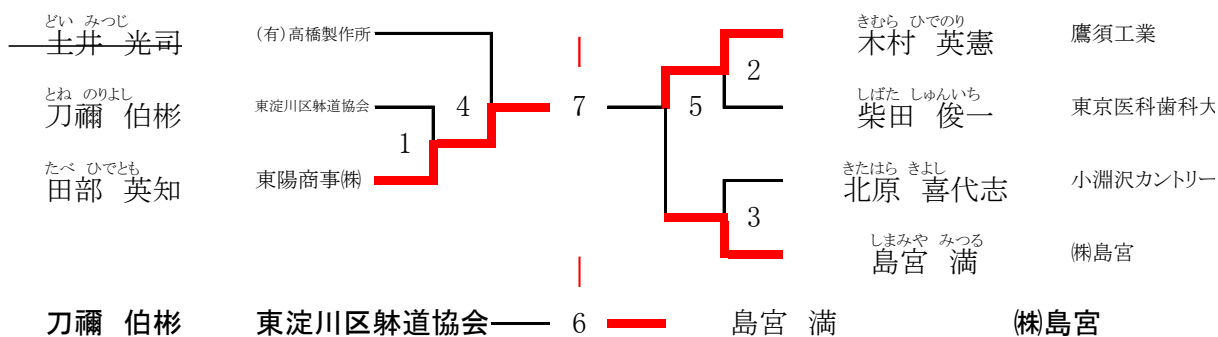 どい みつじ
土井 光司 (有)高橋製作所
とね のりよし
刀禰 伯彬 東淀川区躰道協会
たべ ひでとも
田部 英知 東陽商事㈱
1
4
7
5
2
3
きむら ひでのり
木村 英憲 鷹須工業
しばた しゅんいち
柴田 俊一 東京医科歯科大
きたはら きよし
北原 喜代志 小淵沢カントリー
しまみや みつる
島宮 満 ㈱島宮
刀禰 伯彬 東淀川区躰道協会 6 島宮 満 ㈱島宮